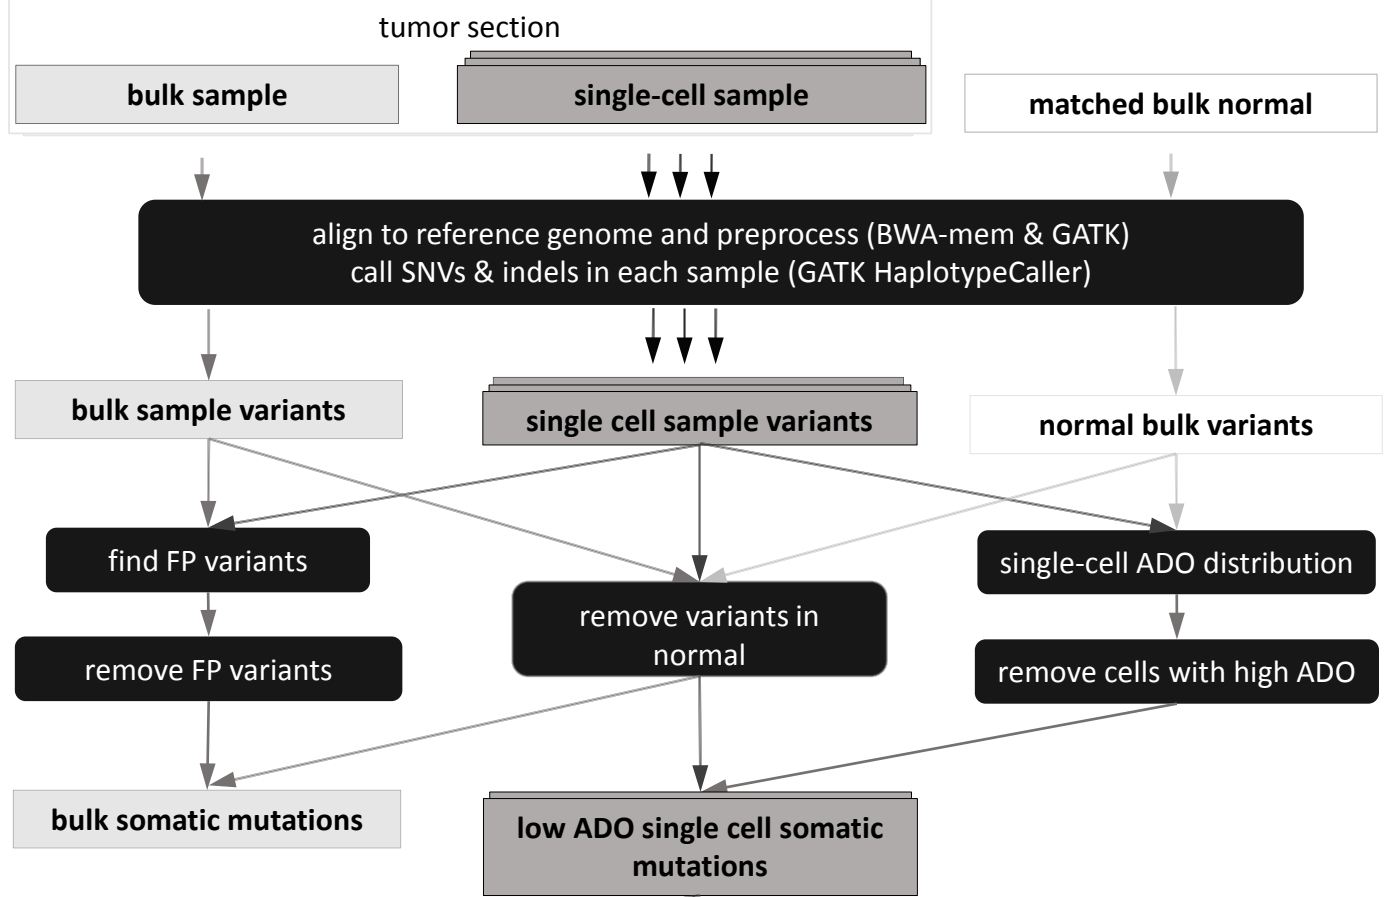 tumor section
bulk sample
single-cell sample
matched bulk normal
align to reference genome and preprocess (BWA-mem & GATK)
call SNVs & indels in each sample (GATK HaplotypeCaller)
bulk sample variants
single cell sample variants
normal bulk variants
find FP variants
single-cell ADO distribution
remove variants in
normal
remove FP variants
remove cells with high ADO
bulk somatic mutations
low ADO single cell somatic
mutations